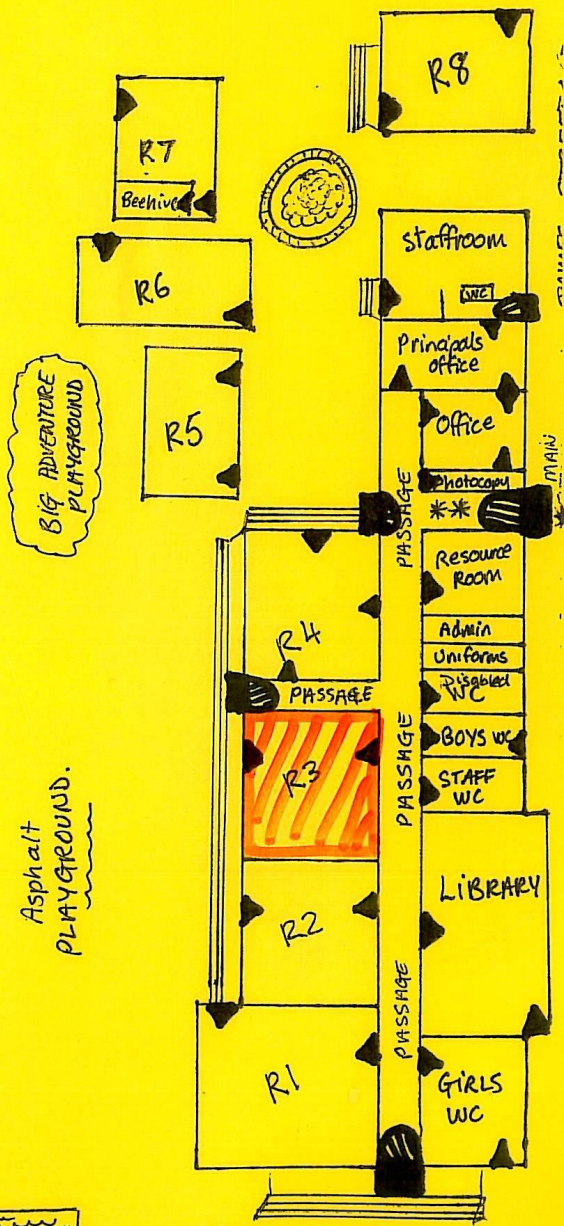 R8
R7
Beehive
R6
staffroom
WC
Principals
office
BIG ADVENTURE
PLAYGROUND
R5
Office
Photocopy
PASSAGE
**
MAIN
Resource
Room
R4
Admin
Uniforms
Disabled
WC
PASSAGE
BOYS WC
R3
PASSAGE
STAFF
WC
Asphalt
PLAYGROUND.
LIBRARY
R2
PASSAGE
R1
GIRLS
WC